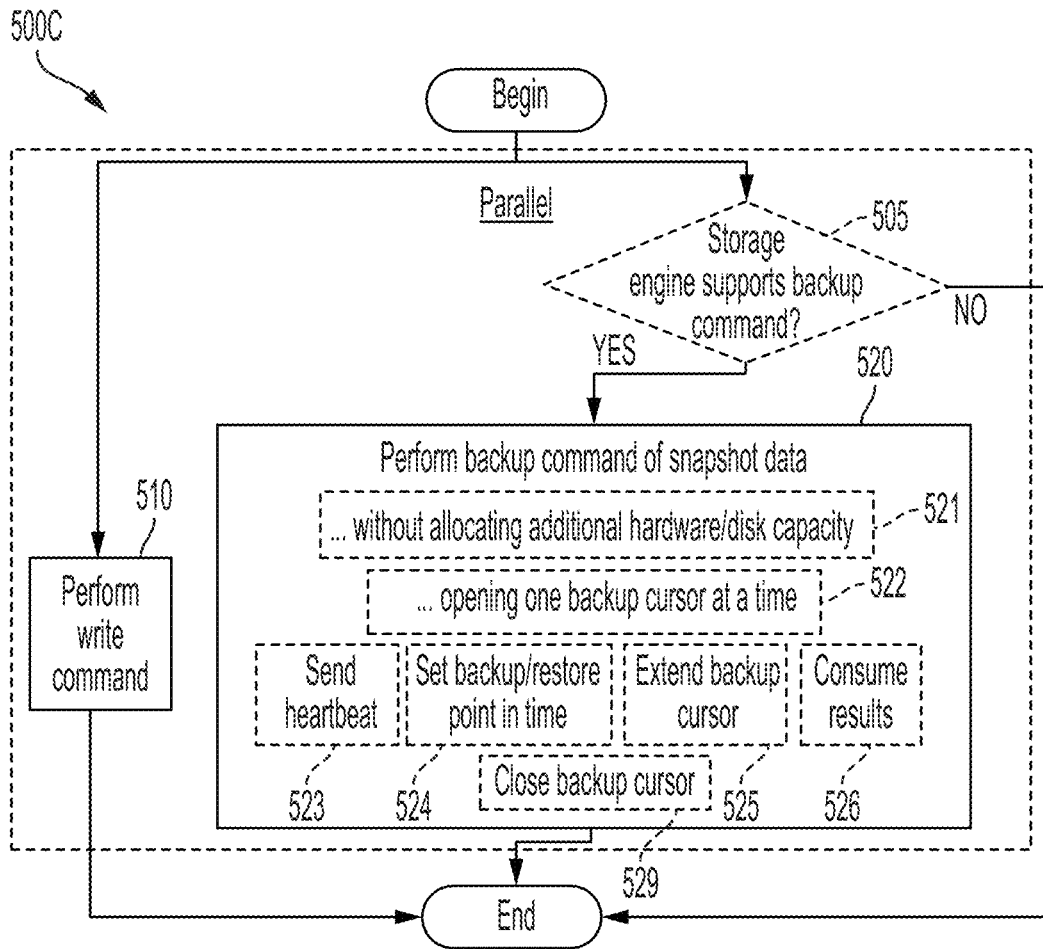 500C
Begin
Parallel
505
Storage
engine supports backup
command?
NO
YES
520
Perform backup command of snapshot data
510
... without allocating additional hardware/disk capacity
521
... opening one backup cursor at a time
522
Perform
write
command
Send
heartbeat
Set backup/restore
point in time
Extend backup
cursor
Consume
results
Close backup cursor
523
524
525
526
529
End